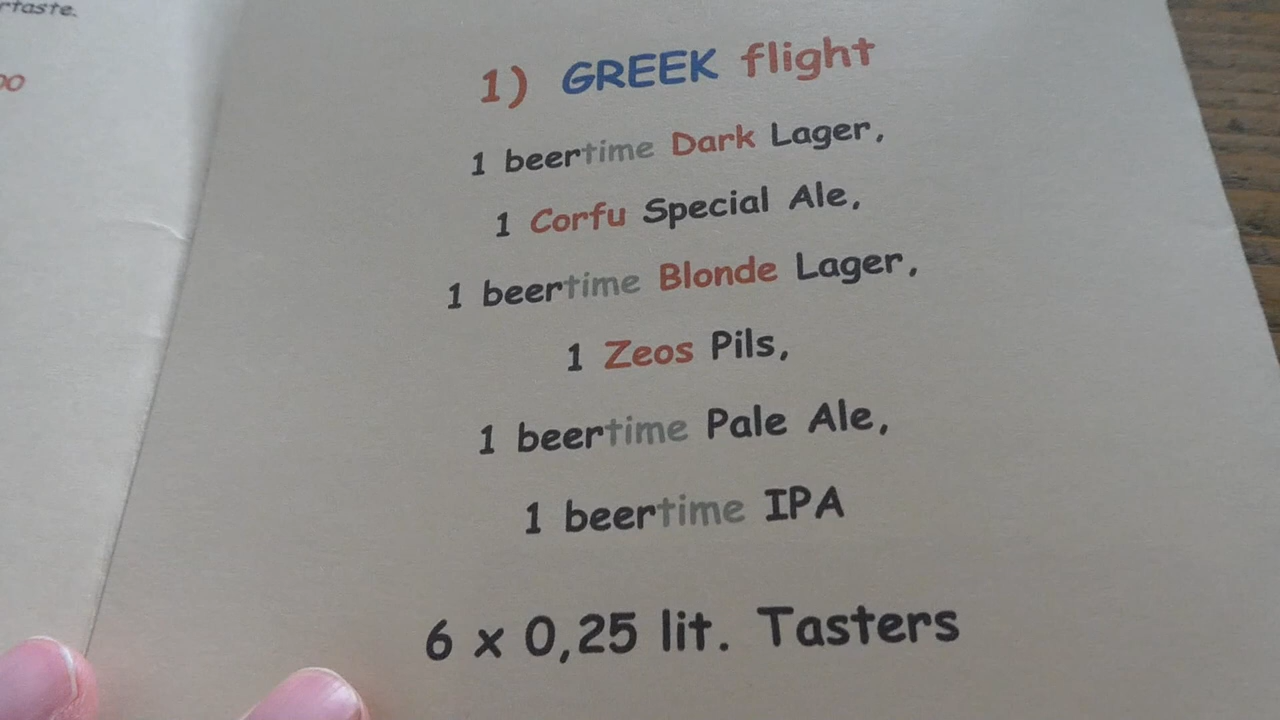 rtaste.
00
1) GREEK flight
1 beertime Dark Lager,
1 Corfu Special Ale,
1 beertime Blonde Lager,
1 Zeos Pils,
1 beertime Pale Ale,
1 beertime IPA
6 x 0,25 lit. Tasters